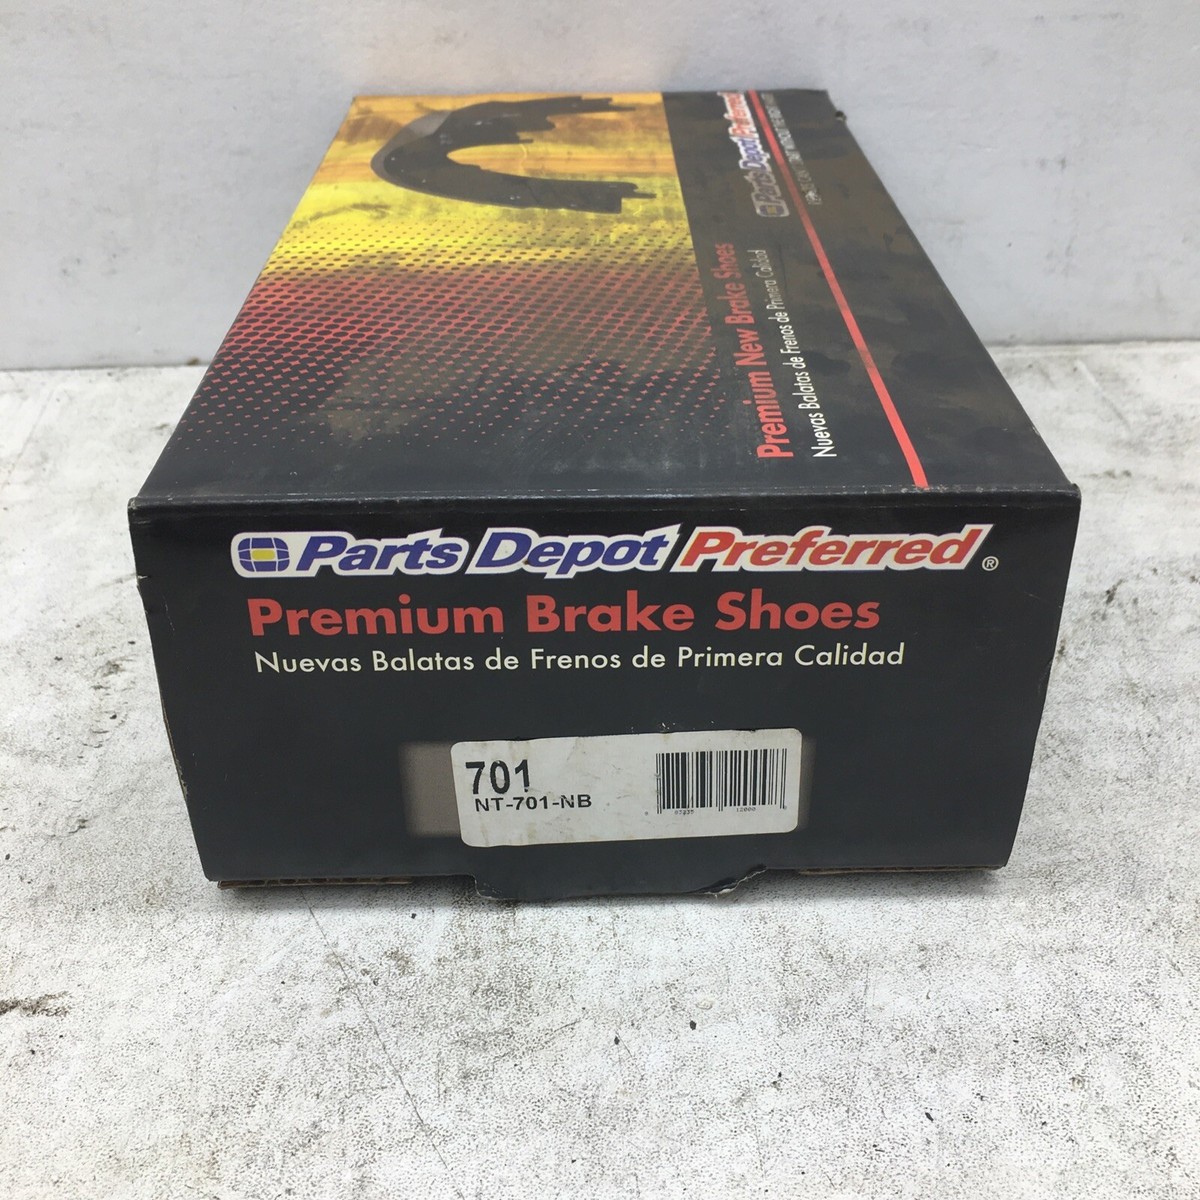 Parts Depot Preferred
Premium New Brake Shoes
Nuevas Balatas de Frenos de Primera Calidad
Parts Depot Preferred®
Premium Brake Shoes
Nuevas Balatas de Frenos de Primera Calidad
701
NT-701-NB